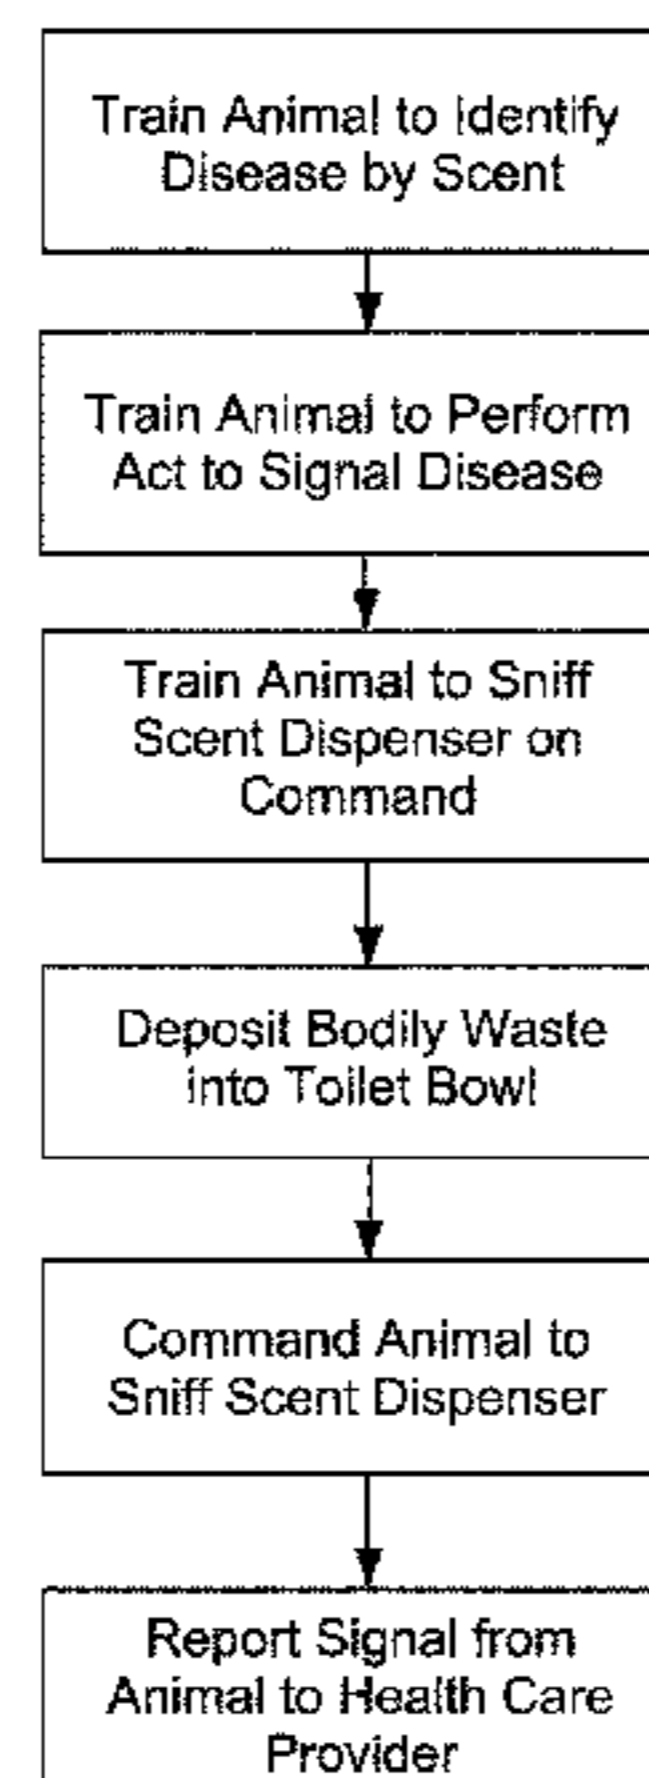 Train Animal to Identify
Disease by Scent
Train Animal to Perform
Act to Signal Disease
Train Animal to Sniff
Scent Dispenser on
Command
Deposit Bodily Waste
into Toilet Bowl
Command Animal to
Sniff Scent Dispenser
Report Signal from
Animal to Health Care
Provider